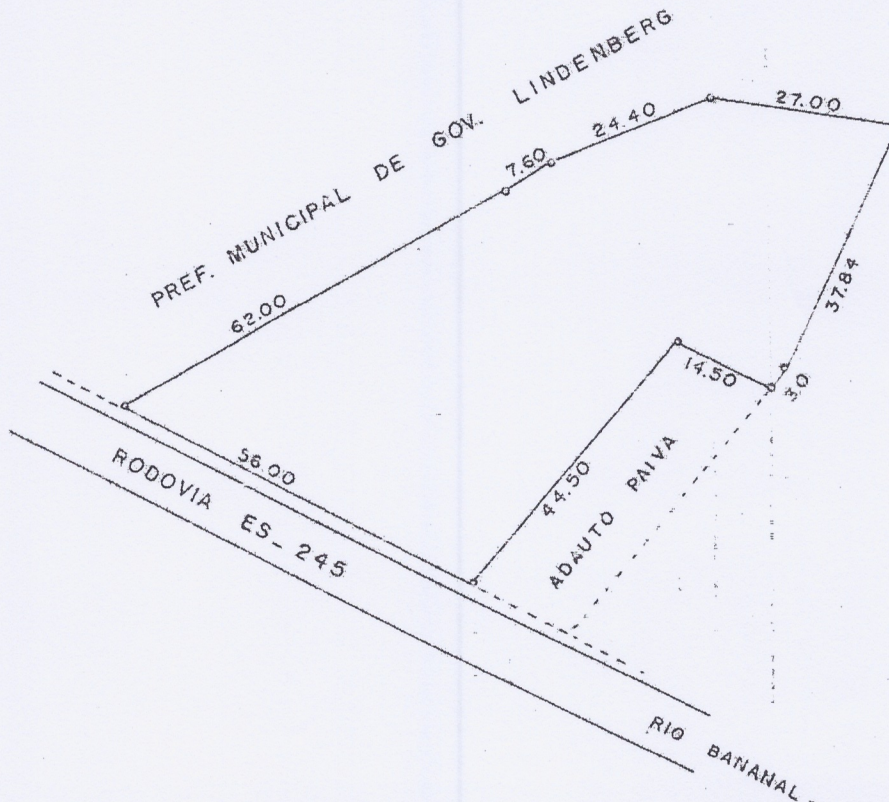 PREF. MUNICIPAL DE GOV. LINDENBERG
27.00
24.40
7.60
62.00
37.84
14.50
3.0
56.00
44.50
ADAUTO PAIVA
RODOVIA ES_245
RIO BANANAL